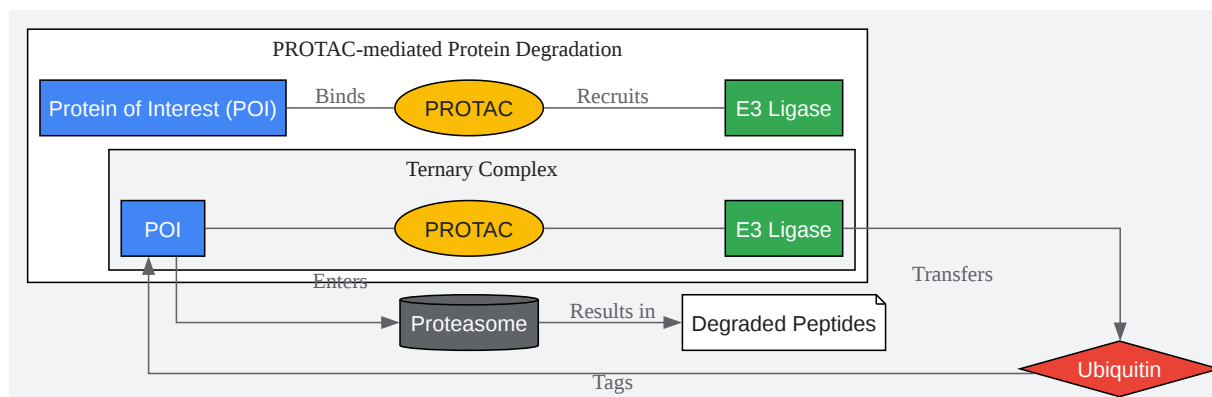 PROTAC-mediated Protein Degradation
Protein of Interest (POI)
Binds
PROTAC
Recruits
E3 Ligase
Ternary Complex
POI
PROTAC
E3 Ligase
Transfers
Enters
Proteasome
Results in
Degraded Peptides
Ubiquitin
Tags